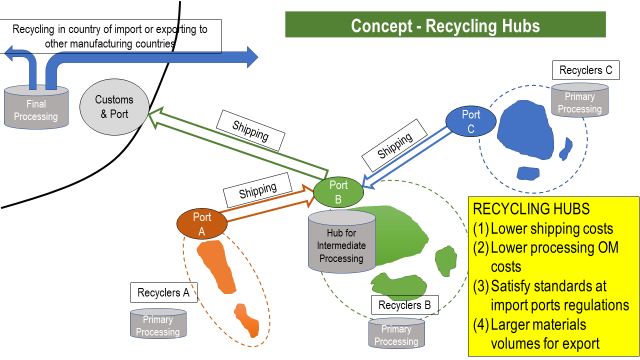 Concept - Recycling Hubs
Recycling in country of import or exporting to
other manufacturing countries
Final
Processing
Customs
& Port
Shipping
Shipping
Shipping
Recyclers C
Primary
Processing
Port
C
Port
B
Port
A
Hub for
Intermediate
Processing
Recyclers A
Primary
Processing
Recyclers B
Primary
Processing
RECYCLING HUBS
(1) Lower shipping costs
(2) Lower processing OM
costs
(3) Satisfy standards at
import ports regulations
(4) Larger materials
volumes for export